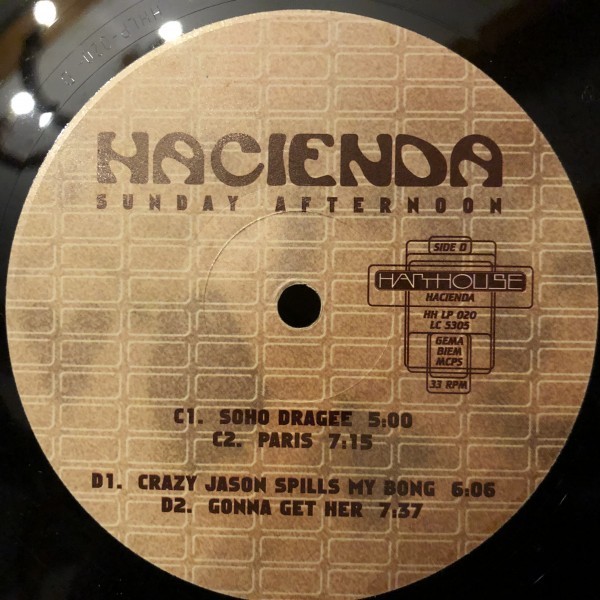 HACIENDA
SUNDAY AFTERNOON
SIDE D
HARTHOUSE
HACIENDA
HH LP 020
LC 5305
GEMA
BIEM
MCPS
33 RPM
C1. SOHO DRAGEE 5:00
C2. PARIS 7.15
D1. CRAZY JASON SPILLS MY BONG 6:06
D2. GONNA GET HER 7.37